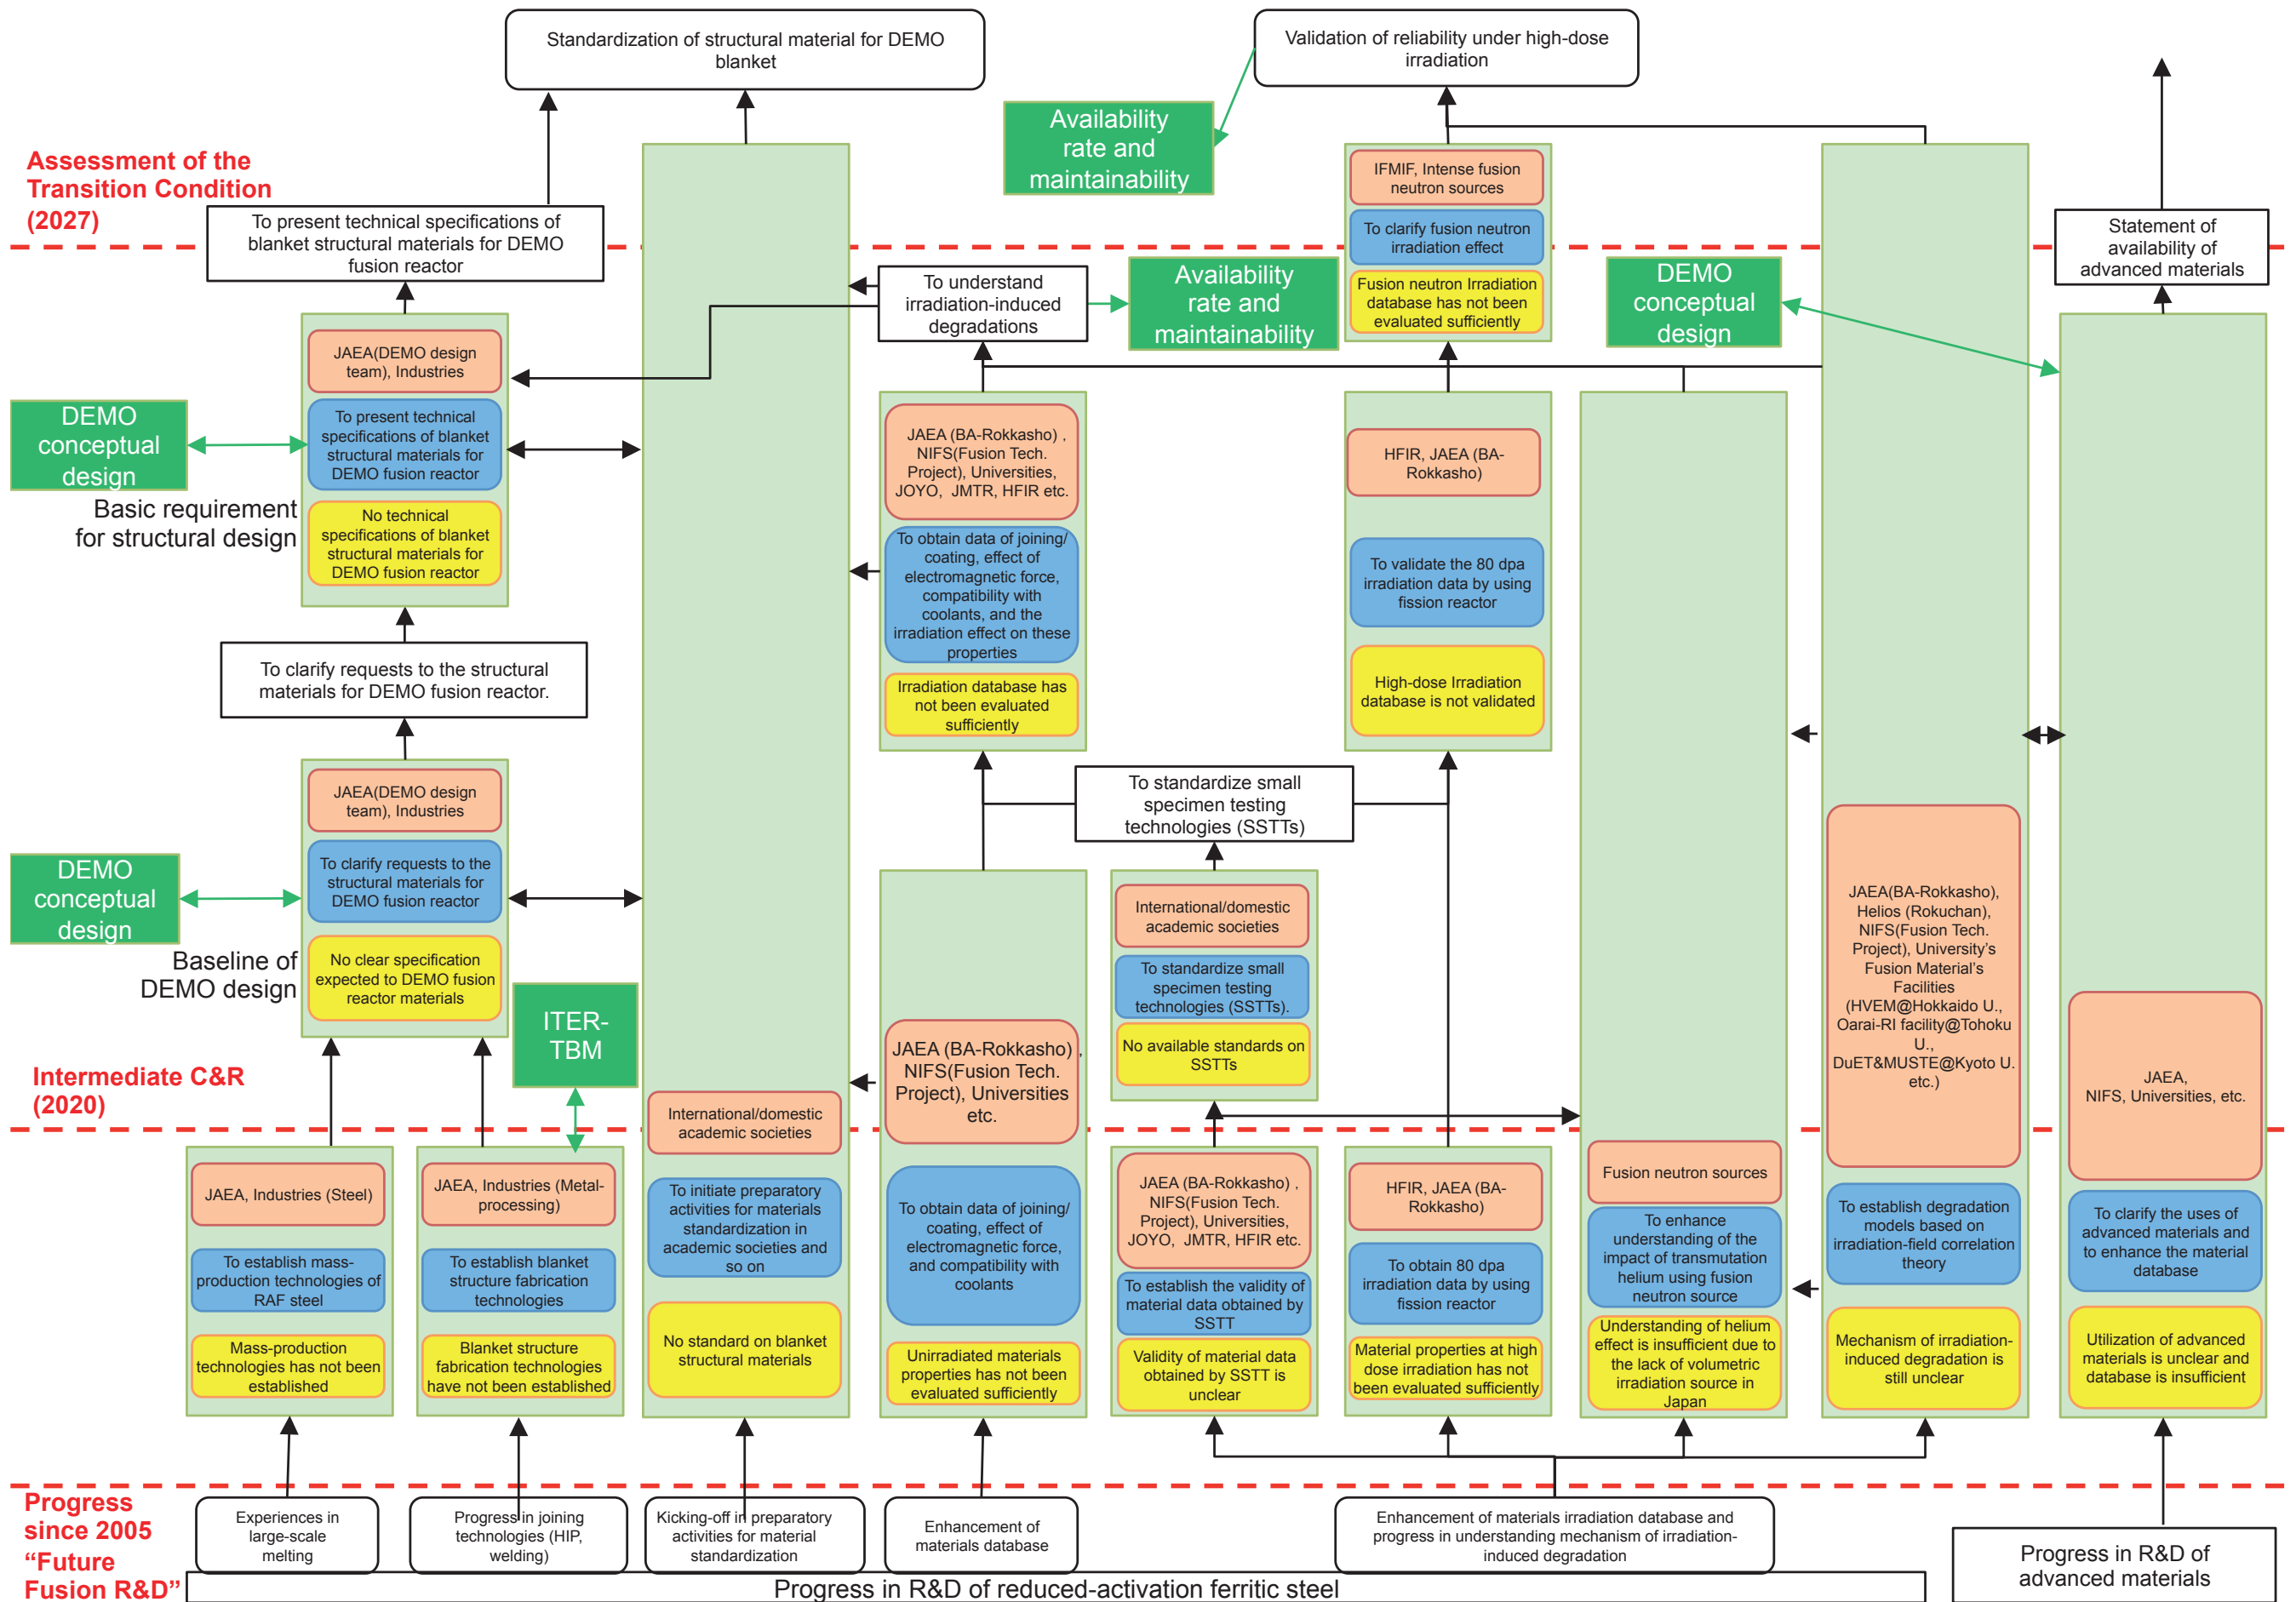 Standardization of structural material for DEMO
blanket
Validation of reliability under high-dose
irradiation
Availability
rate and
maintainability
Assessment of the
Transition Condition
(2027)
To present technical specifications of
blanket structural materials for DEMO
fusion reactor
IFMIF, Intense fusion
neutron sources
To clarify fusion neutron
irradiation effect
Fusion neutron Irradiation
database has not been
evaluated sufficiently
Statement of
availability of
advanced materials
To understand
irradiation-induced
degradations
Availability
rate and
maintainability
DEMO
conceptual
design
JAEA(DEMO design
team), Industries
To present technical
specifications of blanket
structural materials for
DEMO fusion reactor
No technical
specifications of blanket
structural materials for
DEMO fusion reactor
DEMO
conceptual
design
Basic requirement
for structural design
JAEA (BA-Rokkasho) ,
NIFS(Fusion Tech.
Project), Universities,
JOYO, JMTR, HFIR etc.
To obtain data of joining/
coating, effect of
electromagnetic force,
compatibility with
coolants, and the
irradiation effect on these
properties
Irradiation database has
not been evaluated
sufficiently
HFIR, JAEA (BA-
Rokkasho)
To validate the 80 dpa
irradiation data by using
fission reactor
High-dose Irradiation
database is not validated
To clarify requests to the structural
materials for DEMO fusion reactor.
To standardize small
specimen testing
technologies (SSTTs)
JAEA(DEMO design
team), Industries
To clarify requests to the
structural materials for
DEMO fusion reactor
No clear specification
expected to DEMO fusion
reactor materials
DEMO
conceptual
design
Baseline of
DEMO design
ITER-
TBM
International/domestic
academic societies
To standardize small
specimen testing
technologies (SSTTs).
No available standards on
SSTTs
JAEA(BA-Rokkasho),
Helios (Rokuchan),
NIFS(Fusion Tech.
Project), University's
Fusion Material's
Facilities
(HVEM@Hokkaido U.,
Oarai-RI facility@Tohoku
U.,
DuET&MUSTE@Kyoto U.
etc.)
JAEA,
NIFS, Universities, etc.
Intermediate C&R
(2020)
JAEA (BA-Rokkasho) ,
NIFS(Fusion Tech.
Project), Universities
etc.
International/domestic
academic societies
JAEA, Industries (Steel)
To establish mass-
production technologies of
RAF steel
Mass-production
technologies has not been
established
JAEA, Industries (Metal-
processing)
To establish blanket
structure fabrication
technologies
Blanket structure
fabrication technologies
have not been established
To initiate preparatory
activities for materials
standardization in
academic societies and
so on
No standard on blanket
structural materials
To obtain data of joining/
coating, effect of
electromagnetic force,
and compatibility with
coolants
Unirradiated materials
properties has not been
evaluated sufficiently
JAEA (BA-Rokkasho) ,
NIFS(Fusion Tech.
Project), Universities,
JOYO, JMTR, HFIR etc.
To establish the validity of
material data obtained by
SSTT
Validity of material data
obtained by SSTT is
unclear
HFIR, JAEA (BA-
Rokkasho)
To obtain 80 dpa
irradiation data by using
fission reactor
Material properties at high
dose irradiation has not
been evaluated sufficiently
Fusion neutron sources
To enhance
understanding of the
impact of transmutation
helium using fusion
neutron source
Understanding of helium
effect is insufficient due to
the lack of volumetric
irradiation source in
Japan
To establish degradation
models based on
irradiation-field correlation
theory
Mechanism of irradiation-
induced degradation is
still unclear
To clarify the uses of
advanced materials and
to enhance the material
database
Utilization of advanced
materials is unclear and
database is insufficient
Progress
since 2005
“Future
Fusion R&D”
Experiences in
large-scale
melting
Progress in joining
technologies (HIP,
welding)
Kicking-off in preparatory
activities for material
standardization
Enhancement of
materials database
Enhancement of materials irradiation database and
progress in understanding mechanism of irradiation-
induced degradation
Progress in R&D of
advanced materials
Progress in R&D of reduced-activation ferritic steel